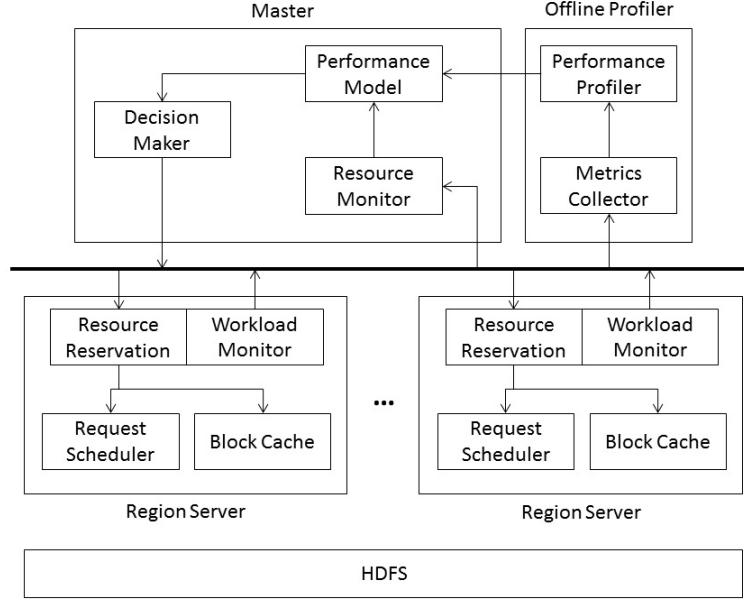 Master
Offline Profiler
Performance
Model
Performance
Profiler
Decision
Maker
Resource
Monitor
Metrics
Collector
Resource
Reservation
Workload
Monitor
Resource
Reservation
Workload
Monitor
...
Request
Scheduler
Block Cache
Request
Scheduler
Block Cache
Region Server
Region Server
HDFS